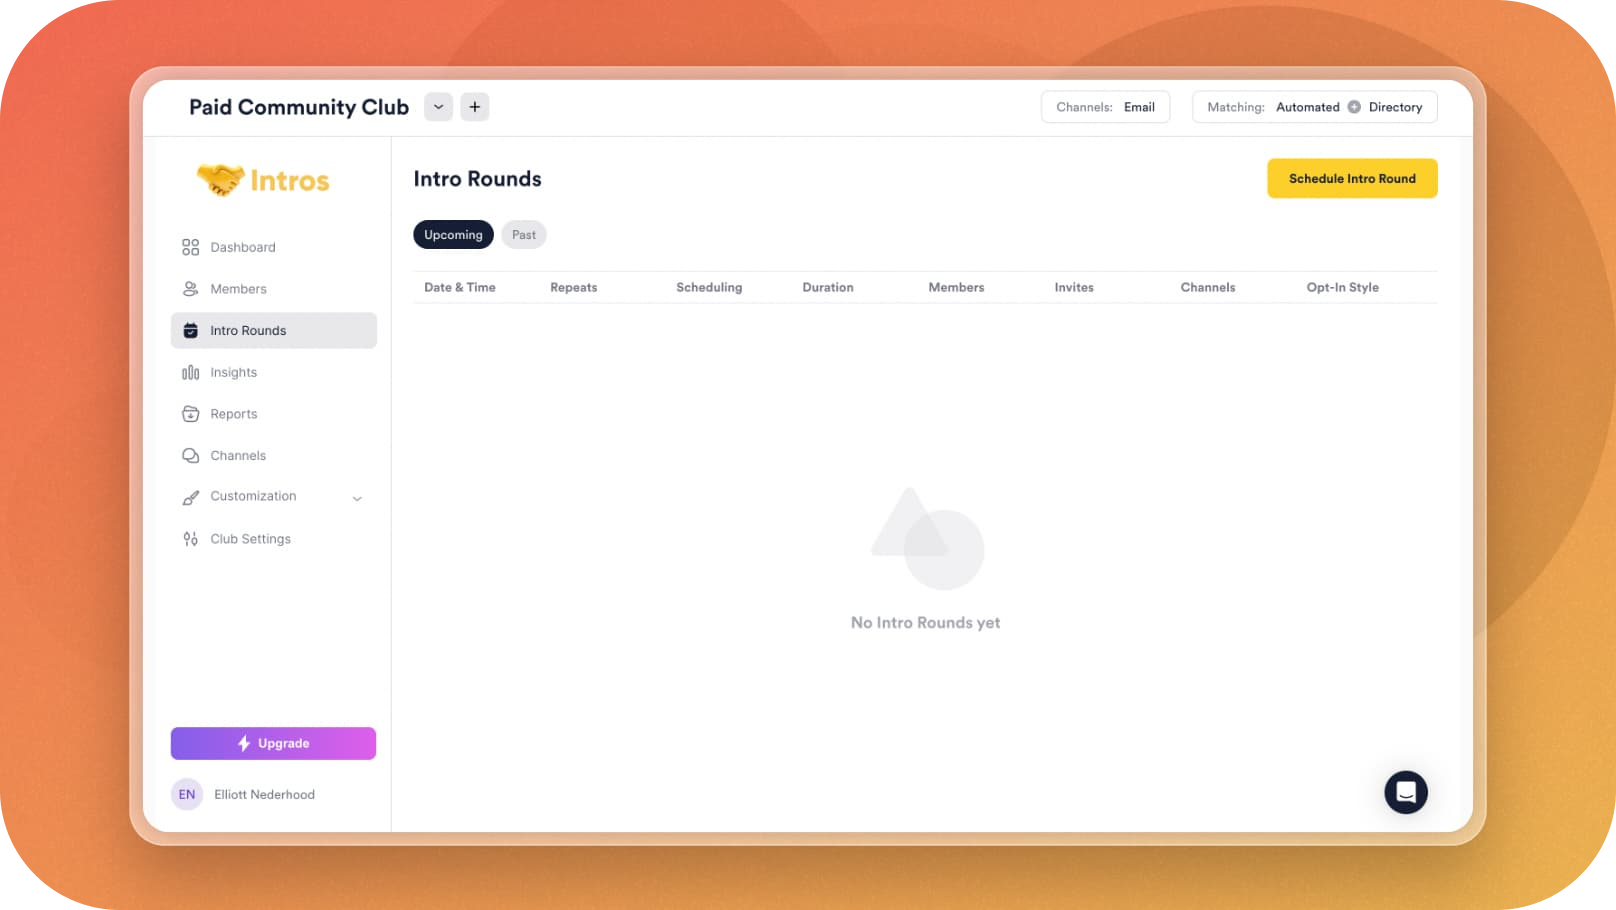 Paid Community Club
Channels: Email
Matching: Automated Directory
Intros
Dashboard
Members
Intro Rounds
Insights
Reports
Channels
Customization
Club Settings
Upgrade
EN
Elliott Nederhood
Intro Rounds
Schedule Intro Round
Upcoming
Past
Date & Time
Repeats
Scheduling
Duration
Members
Invites
Channels
Opt-In Style
No Intro Rounds yet